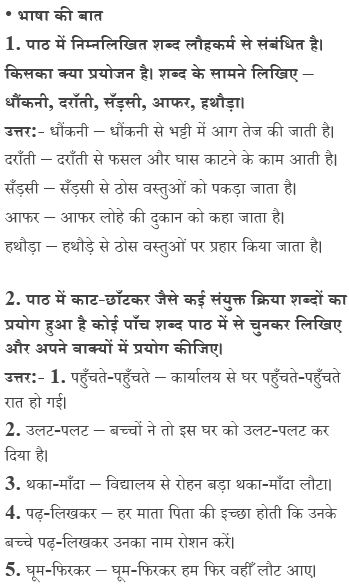 • भाषा की बात
1. पाठ में निम्नलिखित शब्द लौहकर्म से संबंधित है।
किसका क्या प्रयोजन है। शब्द के सामने लिखिए –
धौंकनी, दराँती, सँड़सी, आफर, हथौड़ा।
उत्तर:- धौंकनी – धौंकनी से भट्टी में आग तेज की जाती है।
दराँती – दराँती से फसल और घास काटने के काम आती है।
सँड़सी – सँड़सी से ठोस वस्तुओं को पकड़ा जाता है।
आफर – आफर लोहे की दुकान को कहा जाता है।
हथौड़ा – हथौड़े से ठोस वस्तुओं पर प्रहार किया जाता है।
2. पाठ में काट-छाँटकर जैसे कई संयुक्त क्रिया शब्दों का
प्रयोग हुआ है कोई पाँच शब्द पाठ में से चुनकर लिखिए
और अपने वाक्यों में प्रयोग कीजिए।
उत्तर:- 1. पहुँचते-पहुँचते – कार्यालय से घर पहुँचते-पहुँचते
रात हो गई।
2. उलट-पलट – बच्चों ने तो इस घर को उलट-पलट कर
दिया है।
3. थका-माँदा – विद्यालय से रोहन बड़ा थका-माँदा लौटा।
4. पढ़-लिखकर – हर माता पिता की इच्छा होती कि उनके
बच्चे पढ़-लिखकर उनका नाम रोशन करें।
5. घूम-फिरकर – घूम-फिरकर हम फिर वहीँ लौट आए।